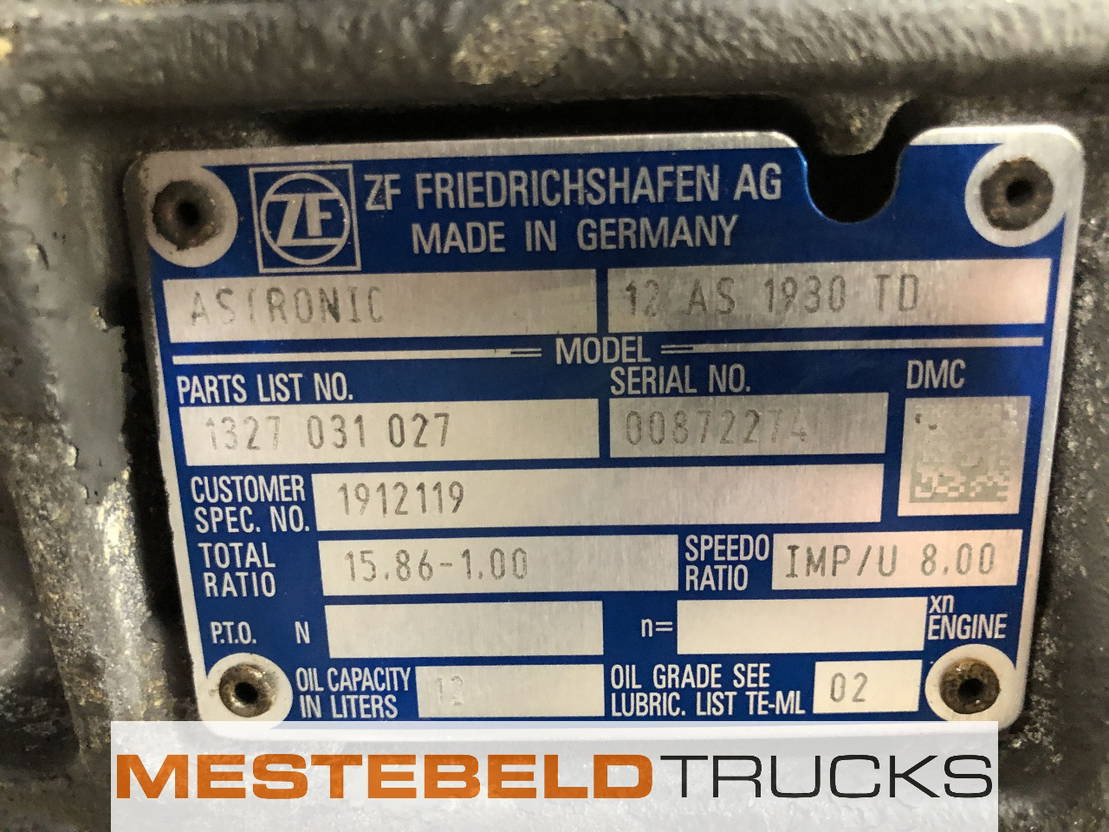 ZF
ZF FRIEDRICHSHAFEN AG
MADE IN GERMANY
ASTRONIC 12 AS 1930 TD
MODEL
PARTS LIST NO. SERIAL NO. DMC
1327 031 027 00872274
CUSTOMER SPEC. NO. 1912119
TOTAL RATIO 15.86-1.00 SPEEDO RATIO IMP/U 8.00
P.T.O. N n= xn ENGINE
OIL CAPACITY IN LITERS 12 OIL GRADE SEE LUBRIC. LIST TE-ML 02
MESTEBELDTRUCKS